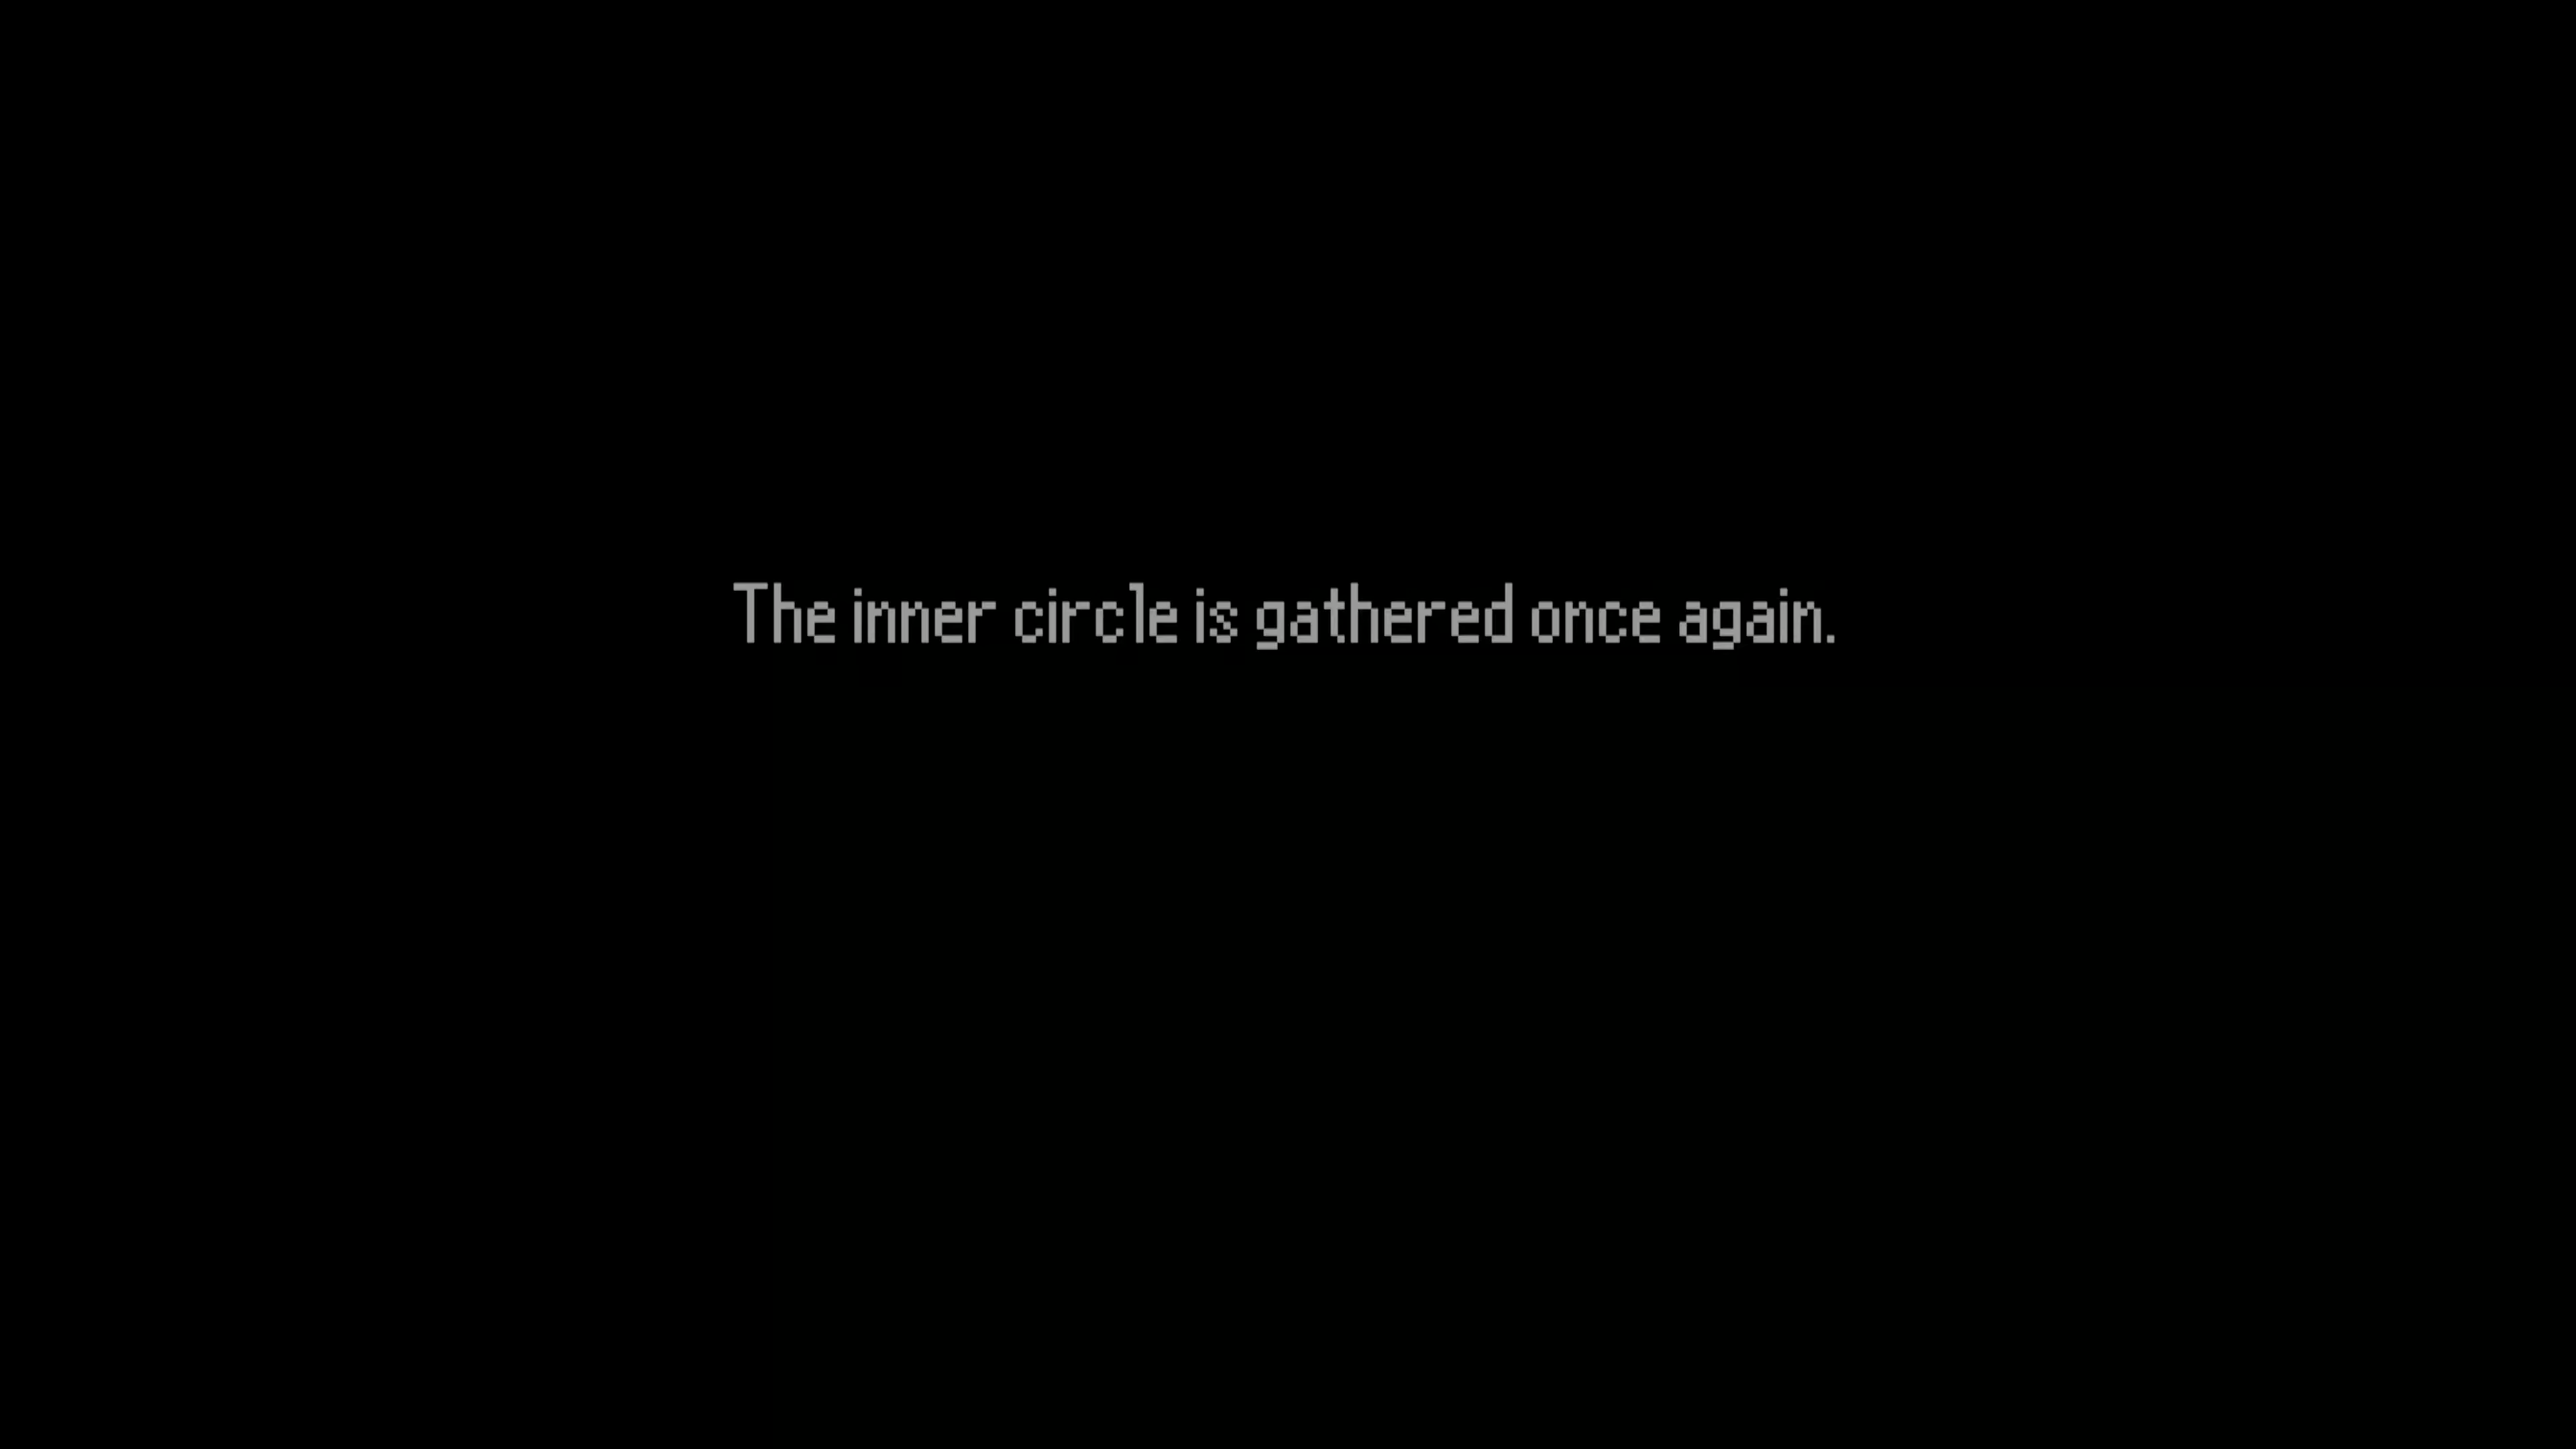 The inner circle is gathered once again.